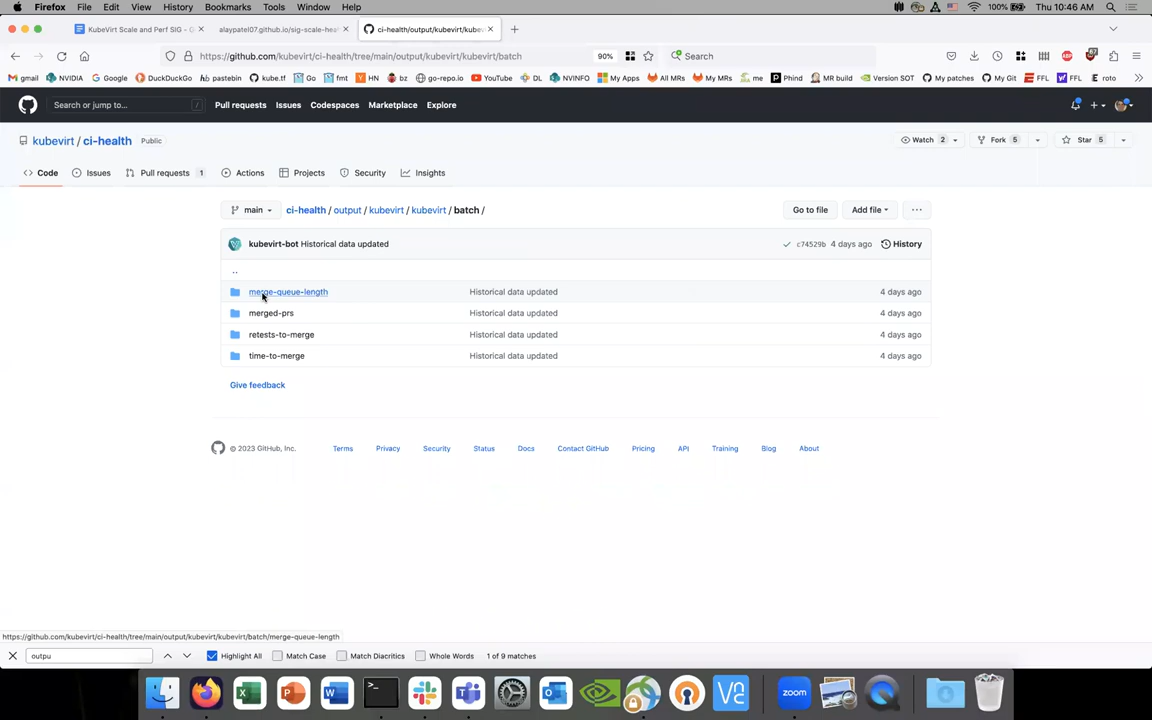 Firefox File Edit View History Bookmarks Tools Window Help 100% Thu 10:46 AM
KubeVirt Scale and Perf SIG - G
alaypatel07.github.io/sig-scale-hea
ci-health/output/kubevirt/kubev
https://github.com/kubevirt/ci-health/tree/main/output/kubevirt/kubevirt/batch 90% Search
gmail NVIDIA Google DuckDuckGo pastebin kube.tf Go fmt HN bz go-repo.io YouTube DL NVINFO My Apps All MRs My MRs me Phind MR build Version SOT My patches My Git FFL FFL eroto
Search or jump to... / Pull requests Issues Codespaces Marketplace Explore
kubevirt / ci-health Public Watch 2 Fork 5 Star 5
Code Issues Pull requests 1 Actions Projects Security Insights
main ci-health / output / kubevirt / kubevirt / batch / Go to file Add file ...
kubevirt-bot Historical data updated c74529b 4 days ago History
..
merge-queue-length Historical data updated 4 days ago
merged-prs Historical data updated 4 days ago
retests-to-merge Historical data updated 4 days ago
time-to-merge Historical data updated 4 days ago
Give feedback
© 2023 GitHub, Inc. Terms Privacy Security Status Docs Contact GitHub Pricing API Training Blog About
https://github.com/kubevirt/ci-health/tree/main/output/kubevirt/kubevirt/batch/merge-queue-length
outpu Highlight All Match Case Match Diacritics Whole Words 1 of 9 matches
zoom